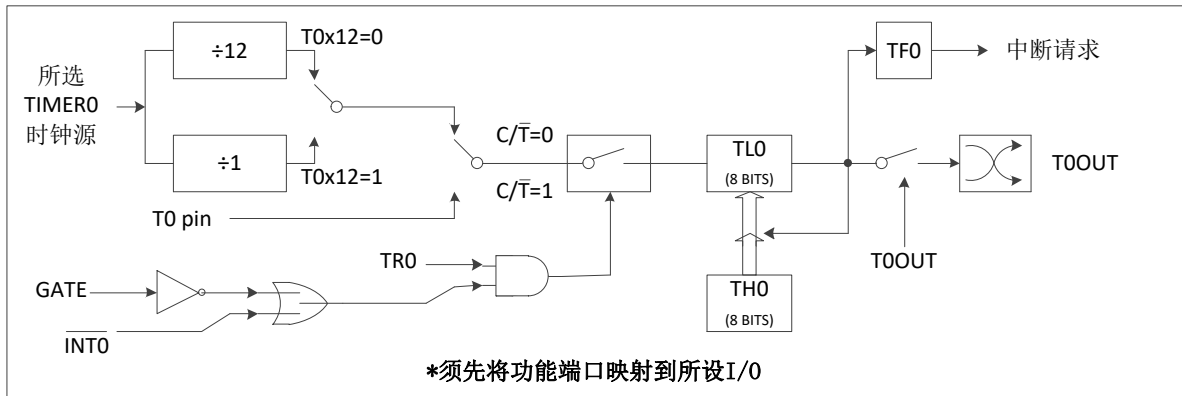 ÷12
T0x12=0
所选
TIMER0
时钟源
÷1
T0x12=1
T0 pin
C/T̅=0
C/T̅=1
TL0
(8 BITS)
TF0
中断请求
T0OUT
T0OUT
TR0
TH0
(8 BITS)
GATE
I̅N̅T̅0̅
*须先将功能端口映射到所设I/O